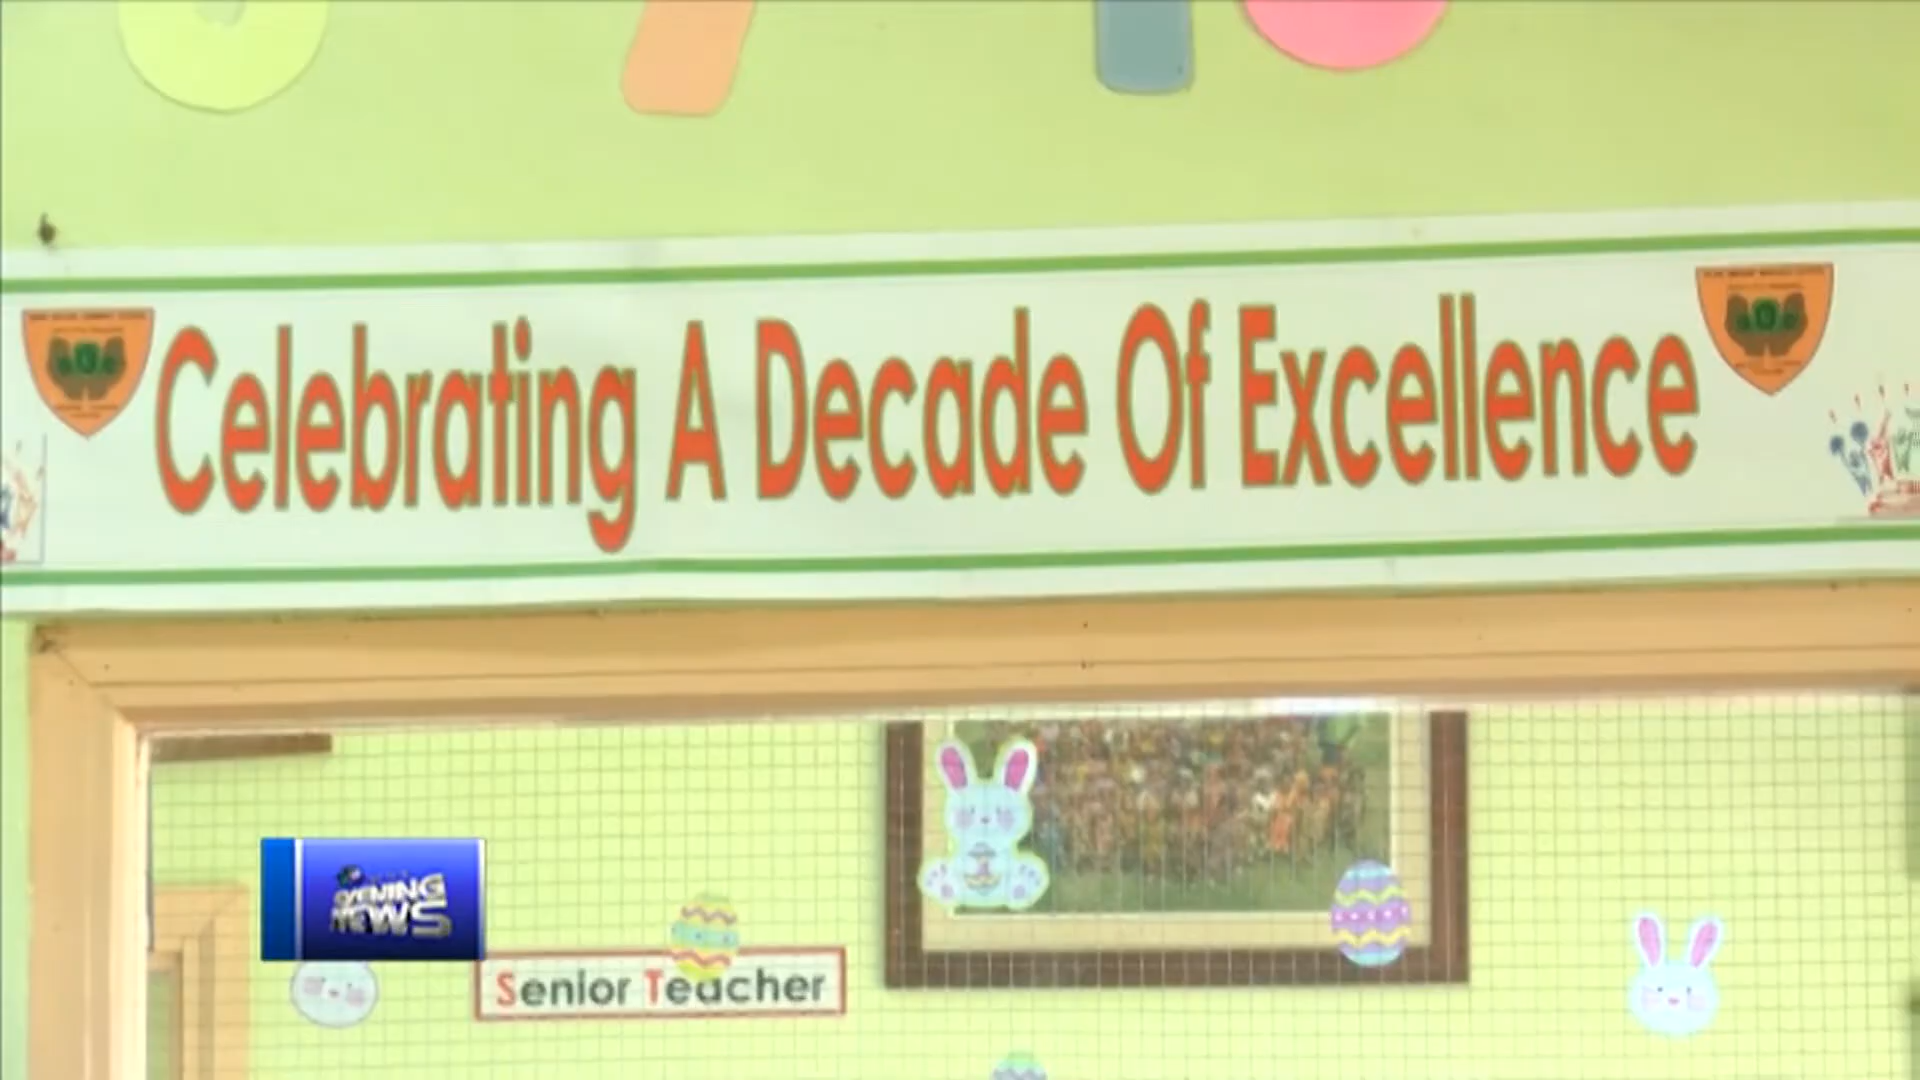 Celebrating A Decade Of Excellence
EVENING
NEWS
Senior Teacher